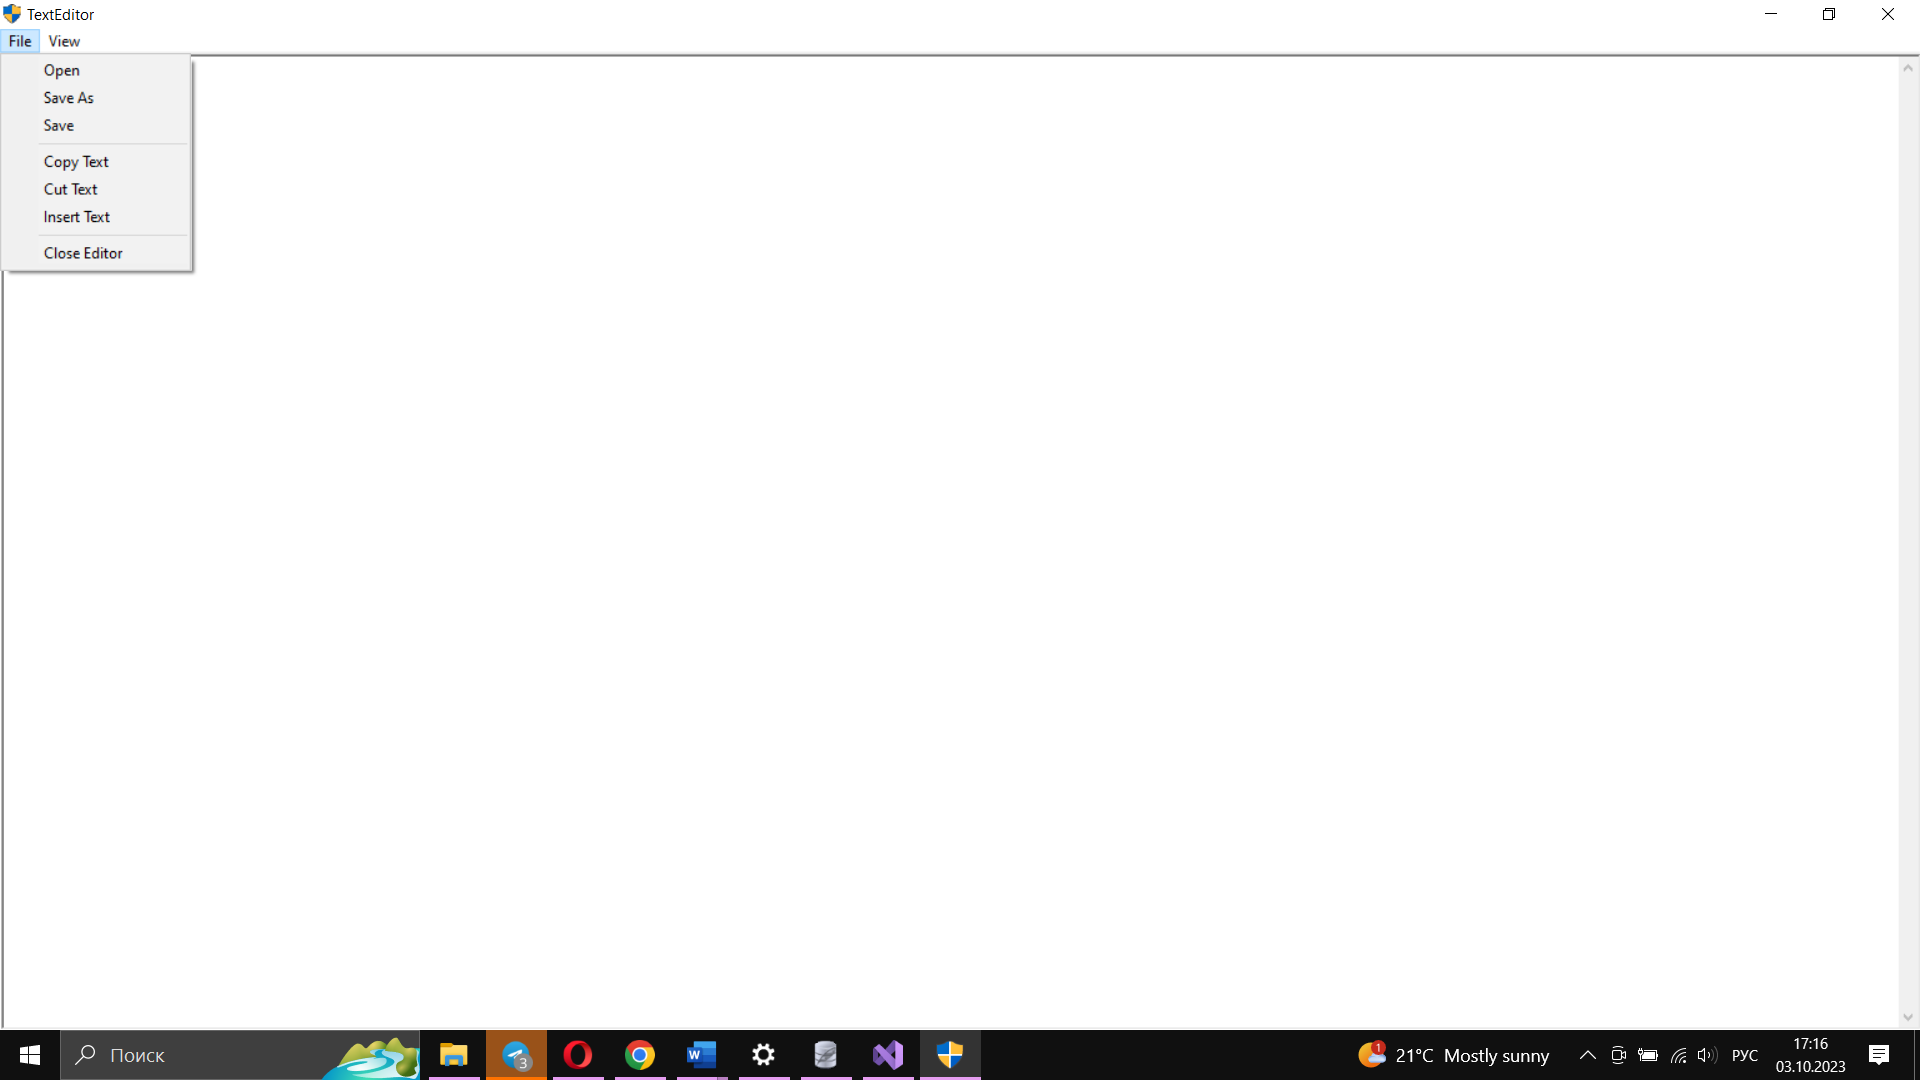 TextEditor
File View
Open
Save As
Save
Copy Text
Cut Text
Insert Text
Close Editor
Поиск
3
W
1
21°C Mostly sunny
РУС
17:16
03.10.2023